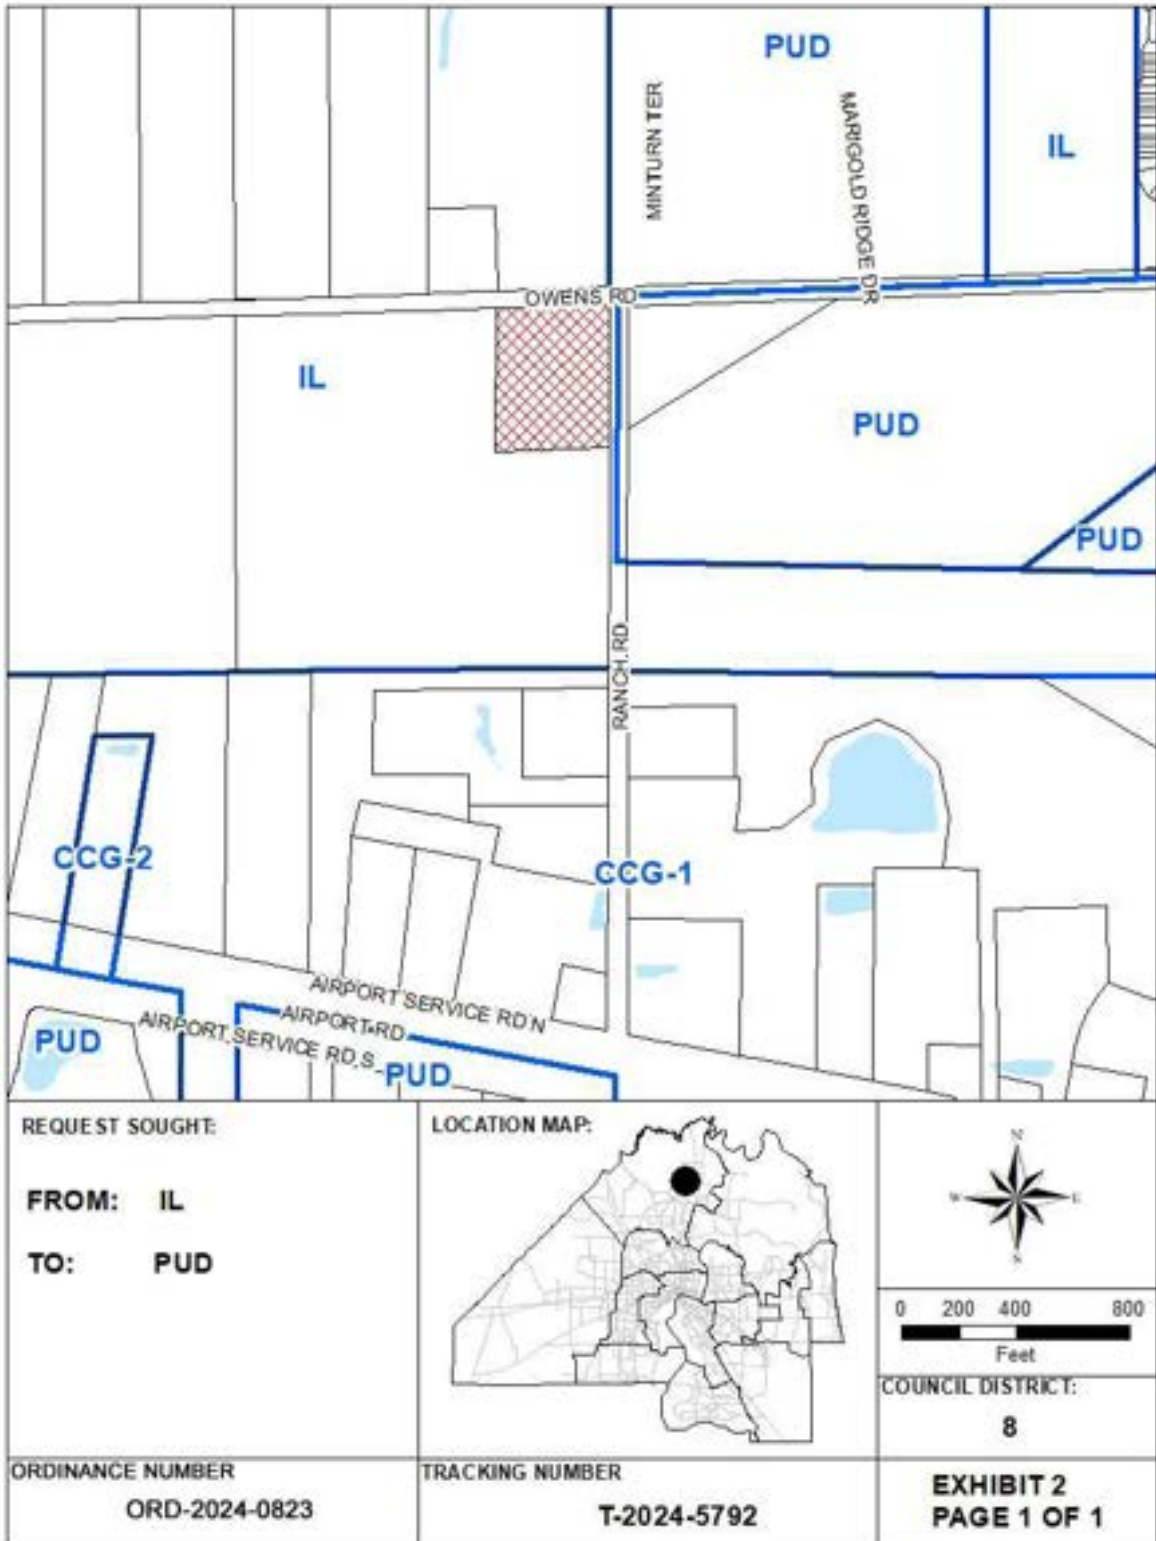 PUD
MINTURN TER
MARIGOLD RIDGE DR
IL
OWENS RD
IL
PUD
PUD
RANCH RD
CCG-2
CCG-1
AIRPORT SERVICE RD N
AIRPORT RD
AIRPORT SERVICE RD S
PUD
PUD
REQUEST SOUGHT:
FROM: IL
TO: PUD
LOCATION MAP:
N
W E
S
0 200 400 800
Feet
COUNCIL DISTRICT:
8
ORDINANCE NUMBER
ORD-2024-0823
TRACKING NUMBER
T-2024-5792
EXHIBIT 2
PAGE 1 OF 1